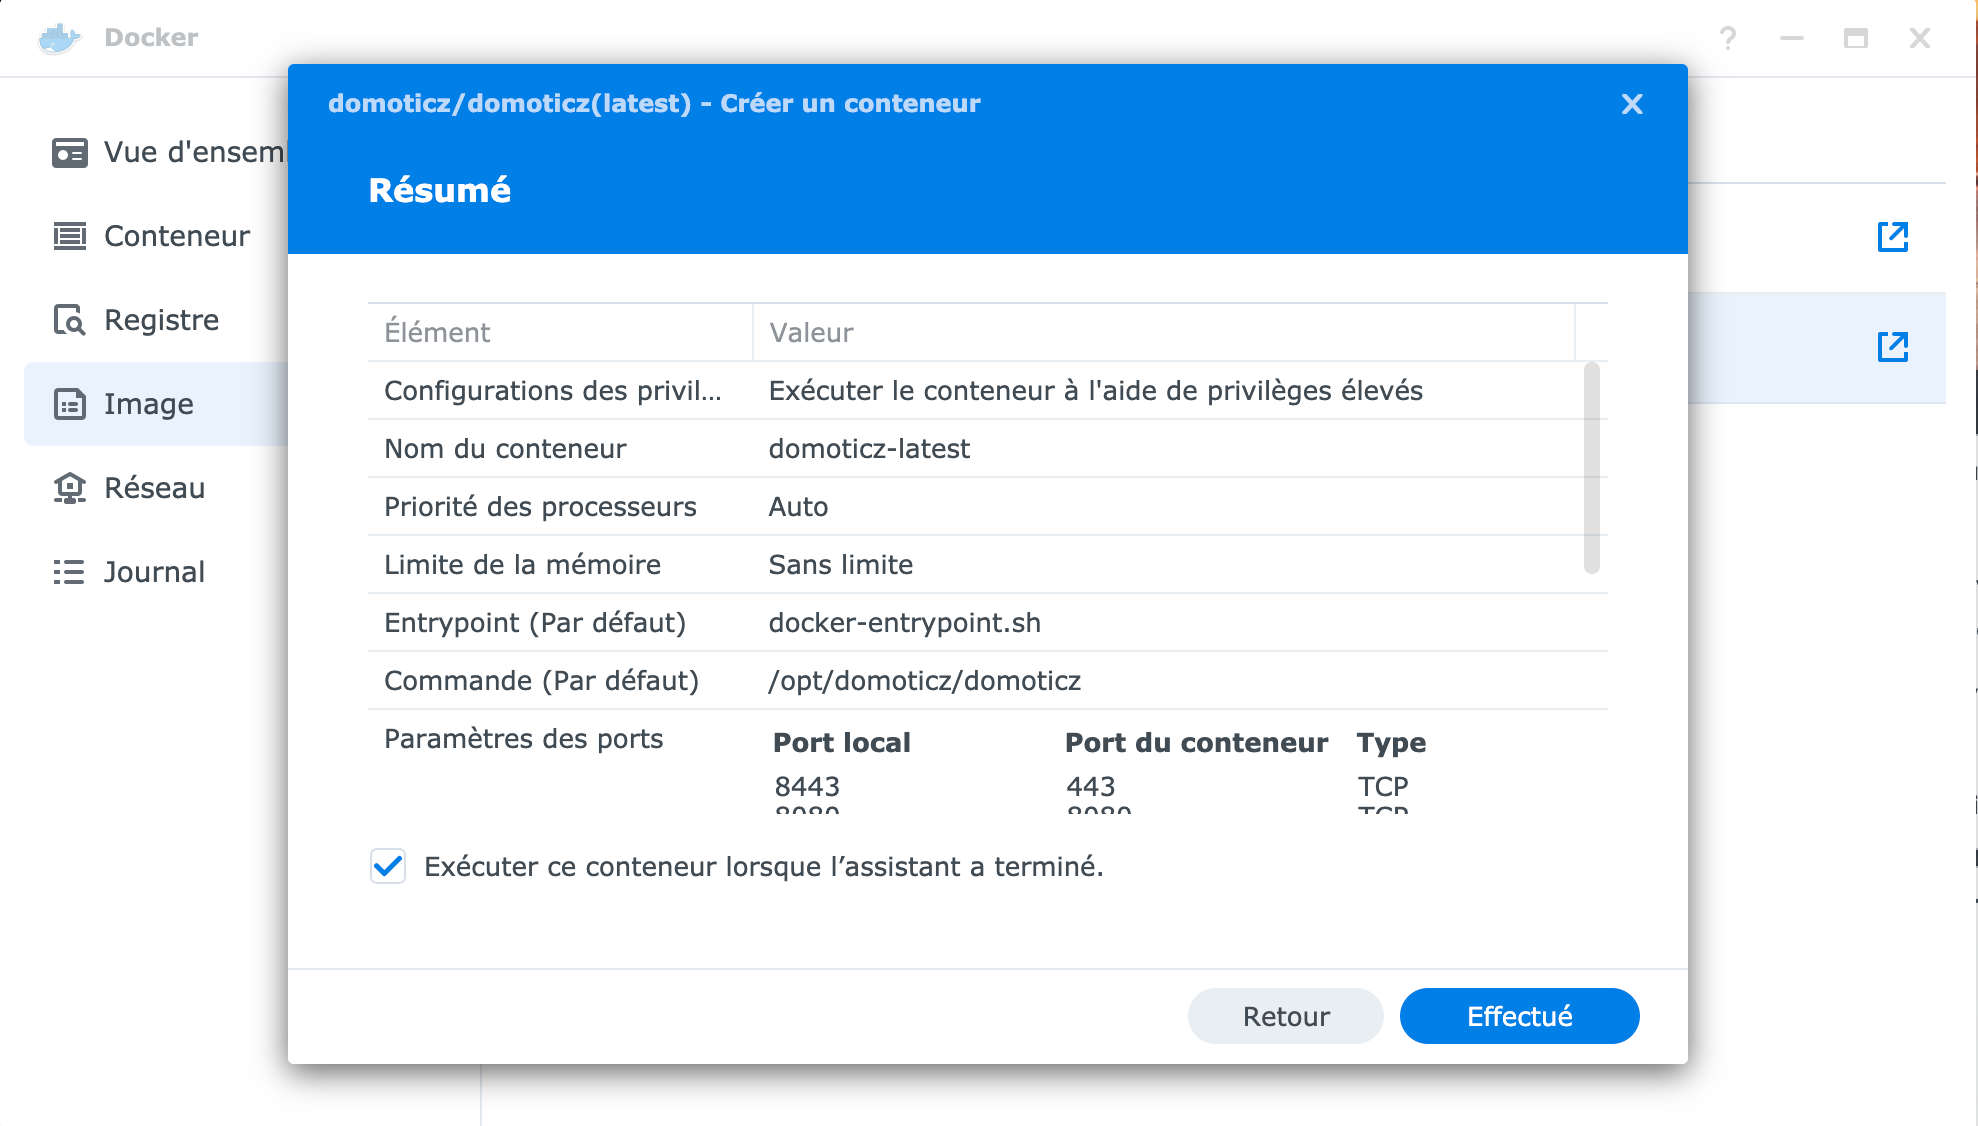 Docker
?
domoticz/domoticz(latest) - Créer un conteneur
Résumé
Vue d'ensem
Conteneur
Registre
Image
Réseau
Journal
Élément Valeur
Configurations des privil... Exécuter le conteneur à l'aide de privilèges élevés
Nom du conteneur domoticz-latest
Priorité des processeurs Auto
Limite de la mémoire Sans limite
Entrypoint (Par défaut) docker-entrypoint.sh
Commande (Par défaut) /opt/domoticz/domoticz
Paramètres des ports Port local Port du conteneur Type
8443 443 TCP
8080 8080 TCP
Exécuter ce conteneur lorsque l’assistant a terminé.
Retour Effectué